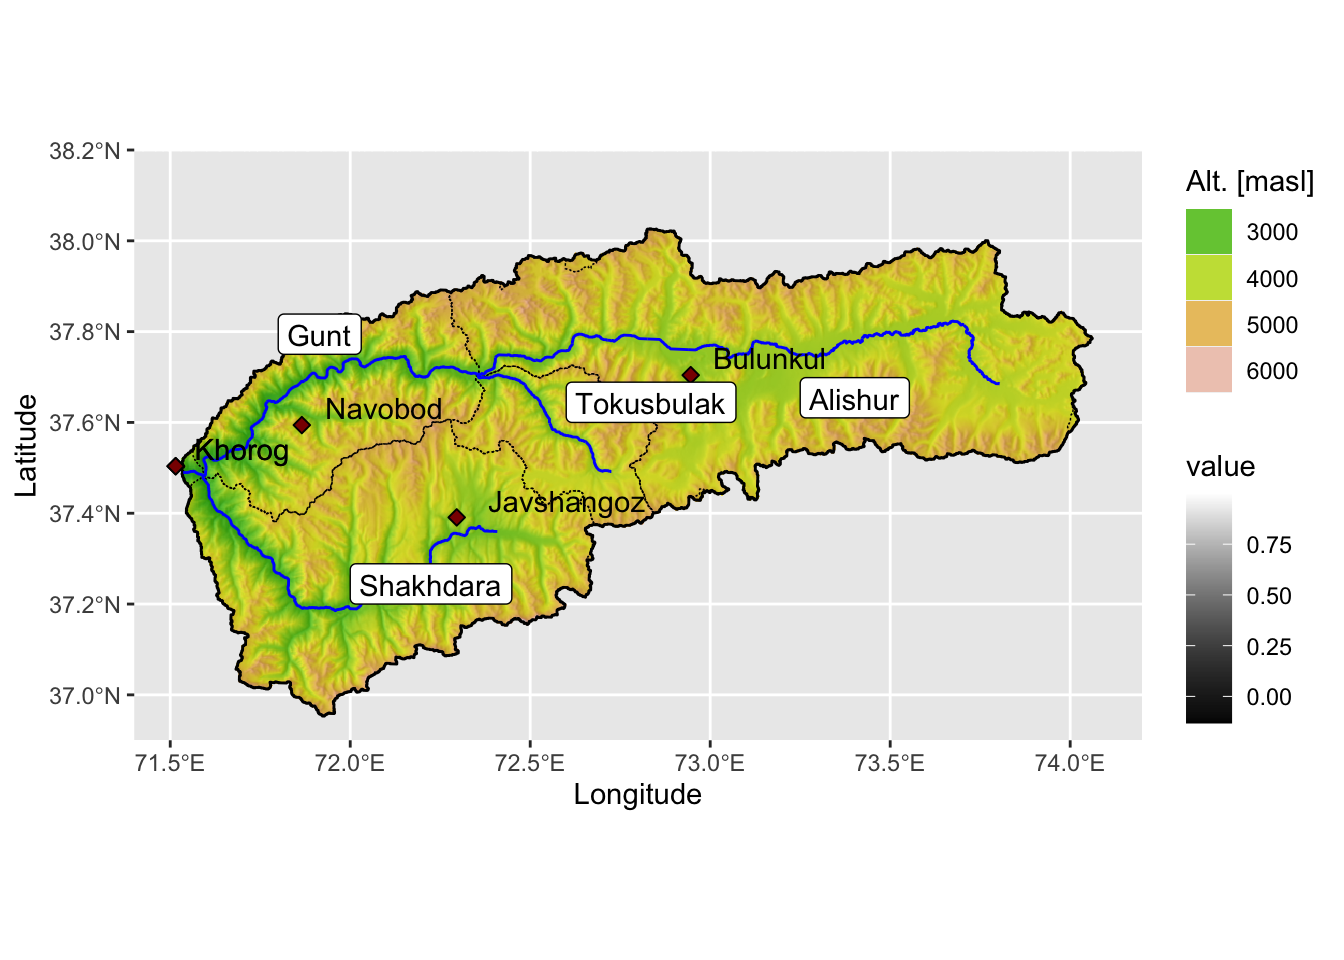 38.2°N
38.0°N
37.8°N
37.6°N
37.4°N
37.2°N
37.0°N
Latitude
Gunt
Bulunkul
Tokusbulak
Alishur
Navobod
Khorog
Javshangoz
Shakhdara
71.5°E
72.0°E
72.5°E
73.0°E
73.5°E
74.0°E
Longitude
Alt. [masl]
3000
4000
5000
6000
value
0.75
0.50
0.25
0.00